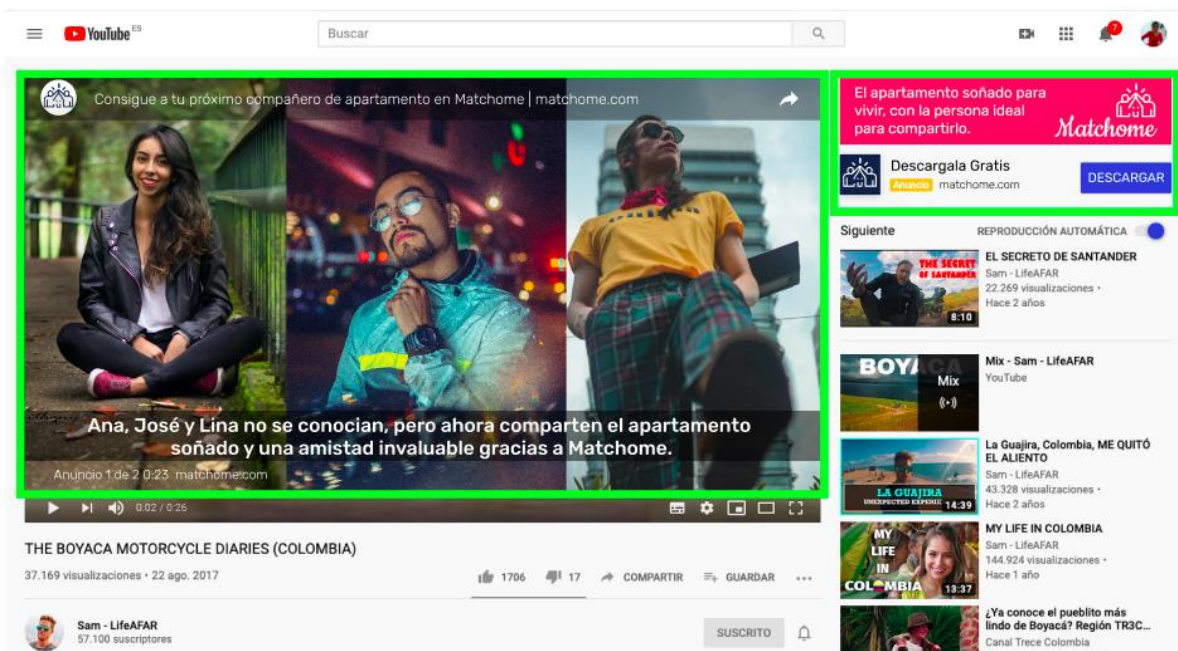 YouTube ES
Buscar
7
Consigue a tu próximo compañero de apartamento en Matchome | matchome.com
Ana, José y Lina no se conocian, pero ahora comparten el apartamento
soñado y una amistad invaluable gracias a Matchome.
Anuncio 1 de 2 0:23 matchome.com
0:02 / 0:26
THE BOYACA MOTORCYCLE DIARIES (COLOMBIA)
37.169 visualizaciones • 22 ago. 2017
1706 17 COMPARTIR GUARDAR
Sam - LifeAFAR
57.100 suscriptores
SUSCRITO
El apartamento soñado para
vivir, con la persona ideal
para compartirlo.
Matchome
Descargala Gratis
Anuncio matchome.com
DESCARGAR
Siguiente REPRODUCCIÓN AUTOMÁTICA
THE SECRET
OF SANTANDER
8:10
EL SECRETO DE SANTANDER
Sam - LifeAFAR
22.269 visualizaciones •
Hace 2 años
BOYACA
Mix
Mix - Sam - LifeAFAR
YouTube
LA GUAJIRA
14:39
La Guajira, Colombia, ME QUITÓ
EL ALIENTO
Sam - LifeAFAR
43.328 visualizaciones •
Hace 2 años
MY
LIFE
IN
COLOMBIA
13:37
MY LIFE IN COLOMBIA
Sam - LifeAFAR
144.924 visualizaciones •
Hace 1 año
¿Ya conoce el pueblito más
lindo de Boyacá? Región TR3C...
Canal Trece Colombia